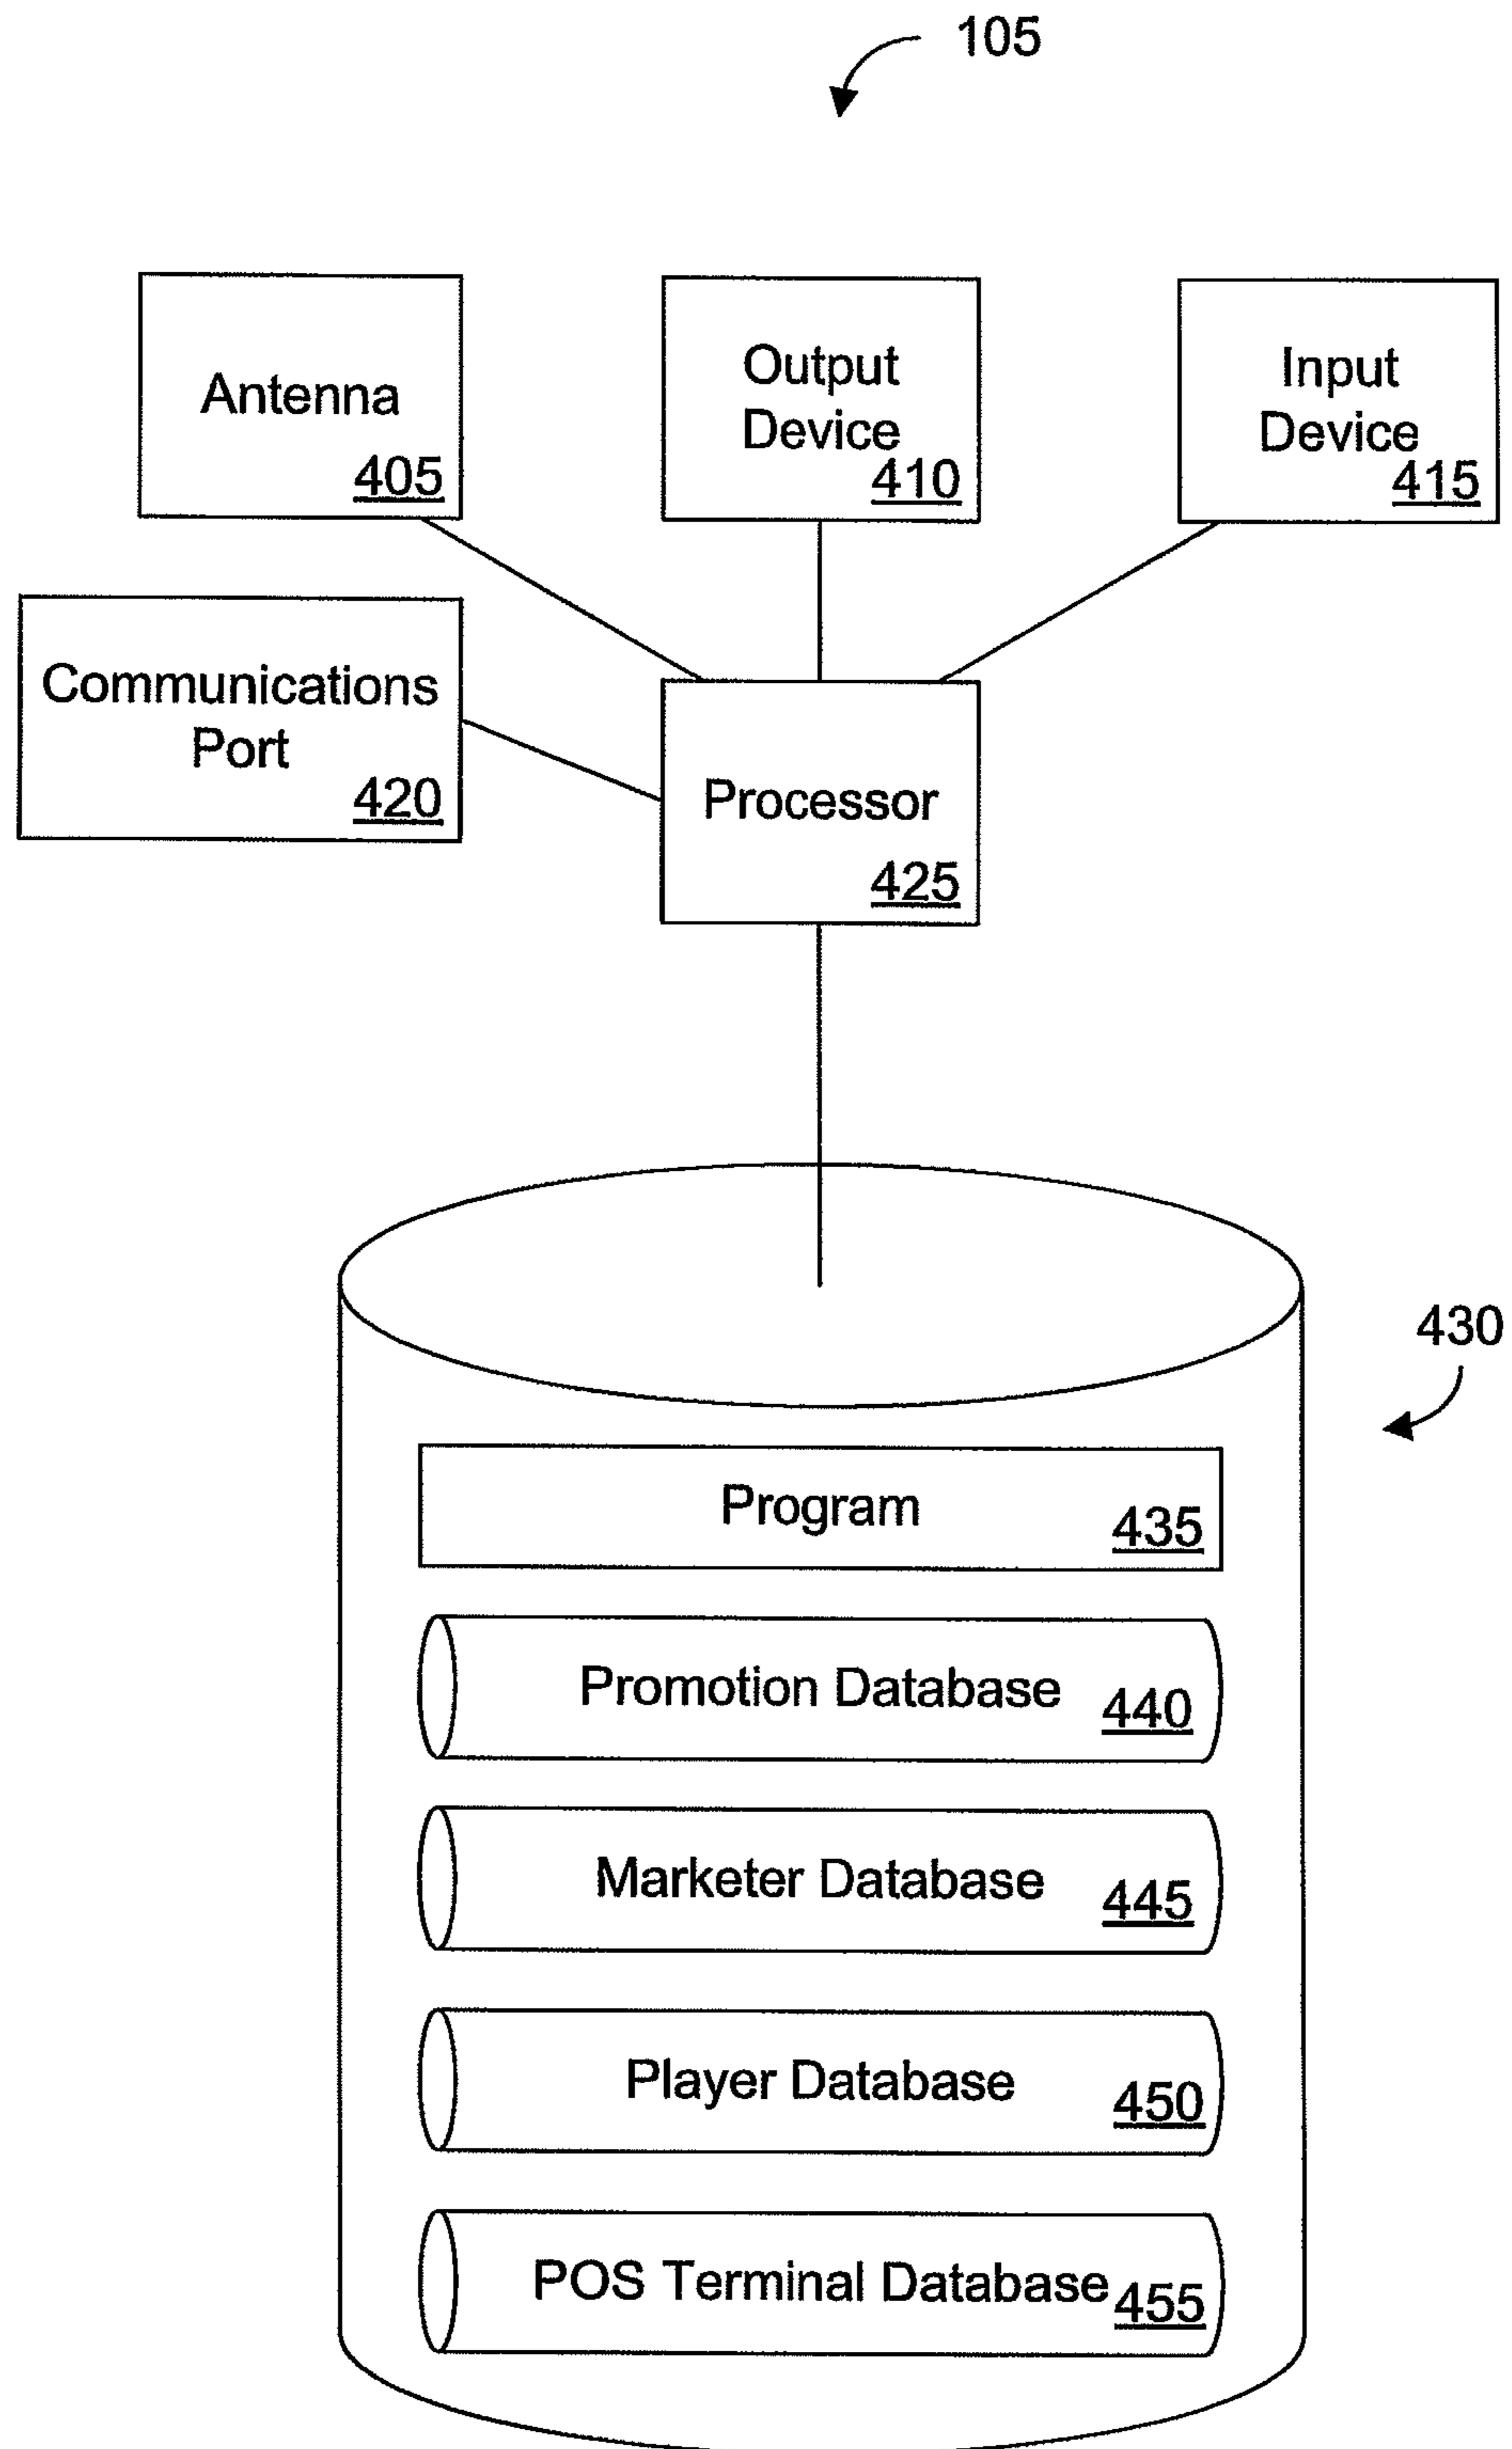 105
Antenna
405
Output
Device
410
Input
Device
415
Communications
Port
420
Processor
425
430
Program
435
Promotion Database
440
Marketer Database
445
Player Database
450
POS Terminal Database
455